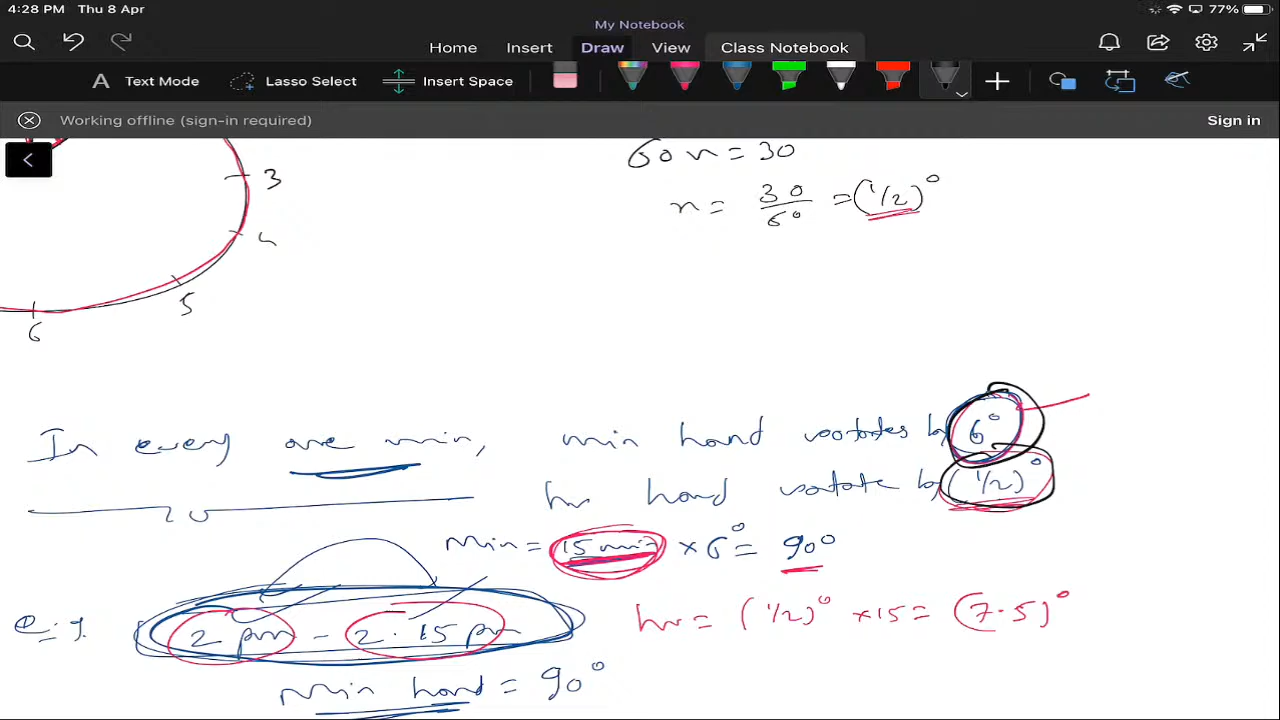 4:28 PM Thu 8 Apr
77%
My Notebook
Home Insert Draw View Class Notebook
Text Mode Lasso Select Insert Space
Working offline (sign-in required)
Sign in
60 n = 30
3
n = 30/60 = (1/2)°
4
5
6
In every one min, min hand rotates by 6°
hr hand rotate by (1/2)°
Min = 15 min × 6° = 90°
e.g. 2 pm - 2.15 pm
hr = (1/2)° × 15 = (7.5)°
Min hand = 90°